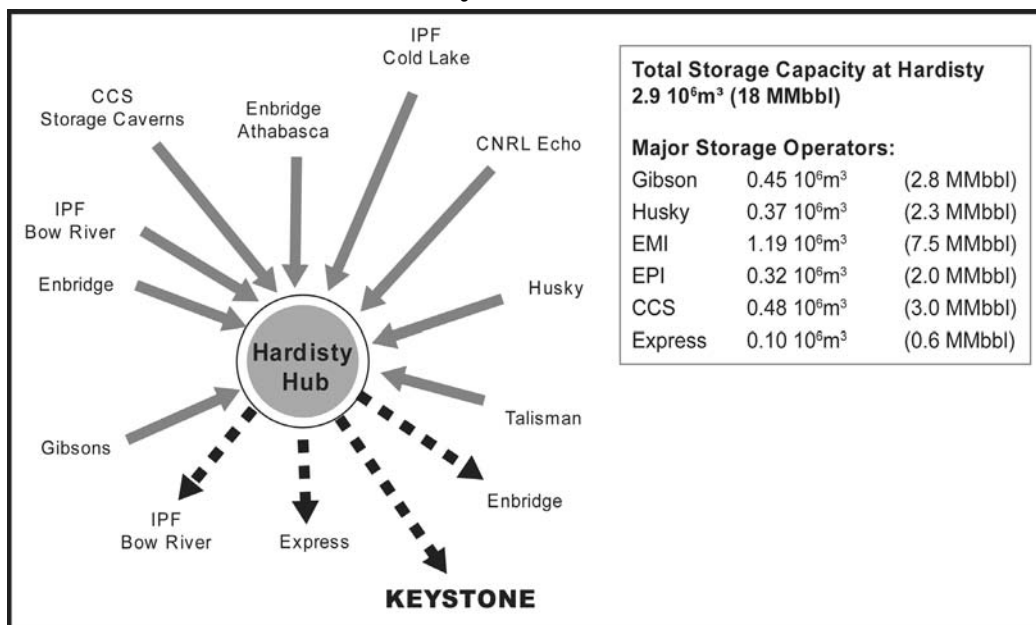 IPF
Cold Lake
CCS
Storage Caverns
Enbridge
Athabasca
CNRL Echo
IPF
Bow River
Enbridge
Husky
Hardisty
Hub
Talisman
Gibsons
Enbridge
IPF
Bow River
Express
KEYSTONE
Total Storage Capacity at Hardisty
2.9 10⁶m³ (18 MMbbl)
Major Storage Operators:
Gibson 0.45 10⁶m³ (2.8 MMbbl)
Husky 0.37 10⁶m³ (2.3 MMbbl)
EMI 1.19 10⁶m³ (7.5 MMbbl)
EPI 0.32 10⁶m³ (2.0 MMbbl)
CCS 0.48 10⁶m³ (3.0 MMbbl)
Express 0.10 10⁶m³ (0.6 MMbbl)